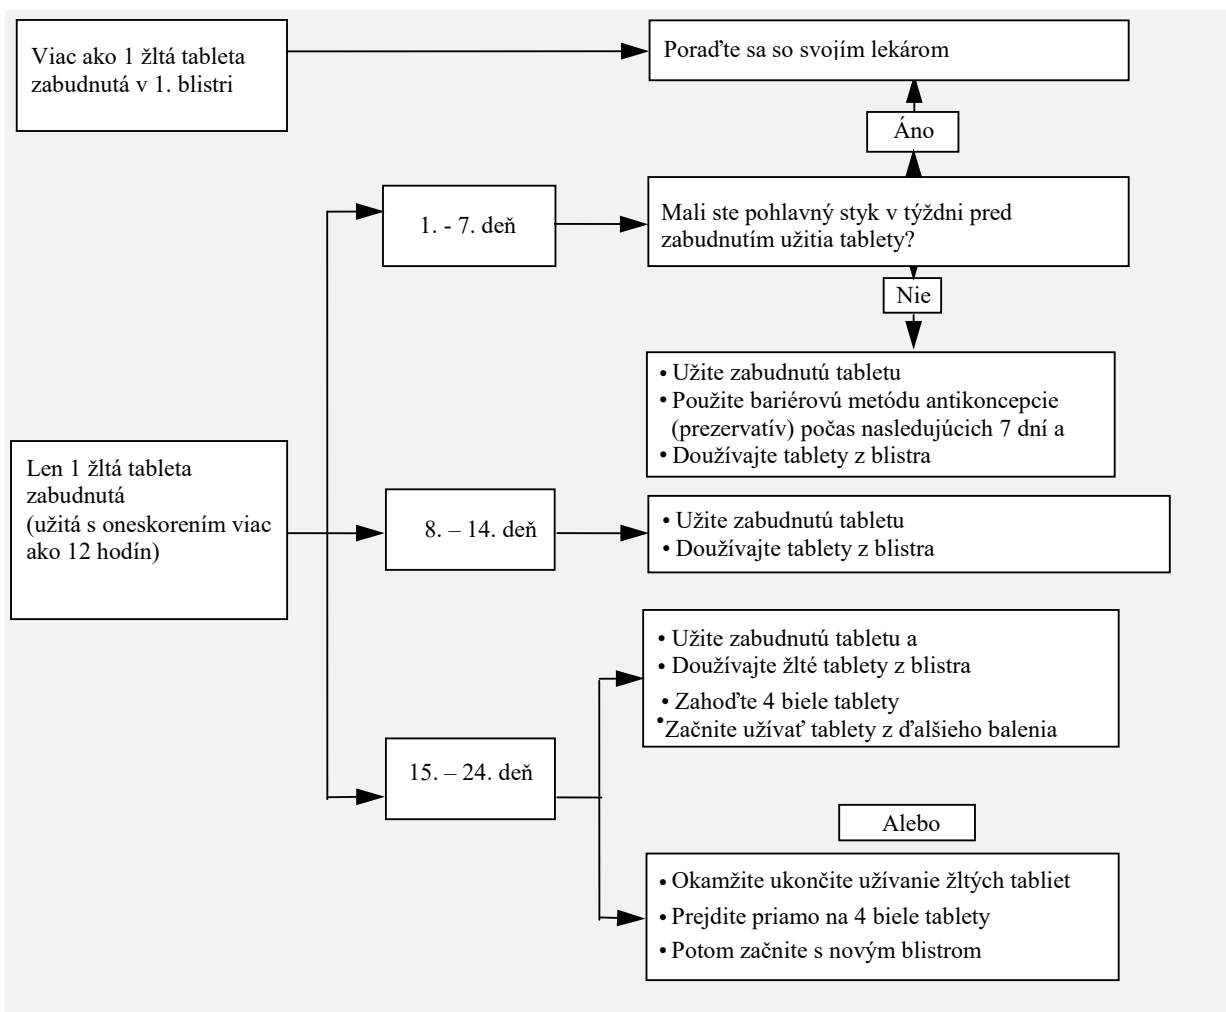 Viac ako 1 žltá tableta
zabudnutá v 1. blistri
Poraďte sa so svojím lekárom
Áno
1. - 7. deň
Mali ste pohlavný styk v týždni pred
zabudnutím užitia tablety?
Nie
• Užite zabudnutú tabletu
• Použite bariérovú metódu antikoncepcie
(prezervatív) počas nasledujúcich 7 dní a
• Doužívajte tablety z blistra
Len 1 žltá tableta
zabudnutá
(užitá s oneskorením viac
ako 12 hodín)
8. – 14. deň
• Užite zabudnutú tabletu
• Doužívajte tablety z blistra
15. – 24. deň
• Užite zabudnutú tabletu a
• Doužívajte žlté tablety z blistra
• Zahoďte 4 biele tablety
• Začnite užívať tablety z ďalšieho balenia
Alebo
• Okamžite ukončite užívanie žltých tabliet
• Prejdite priamo na 4 biele tablety
• Potom začnite s novým blistrom